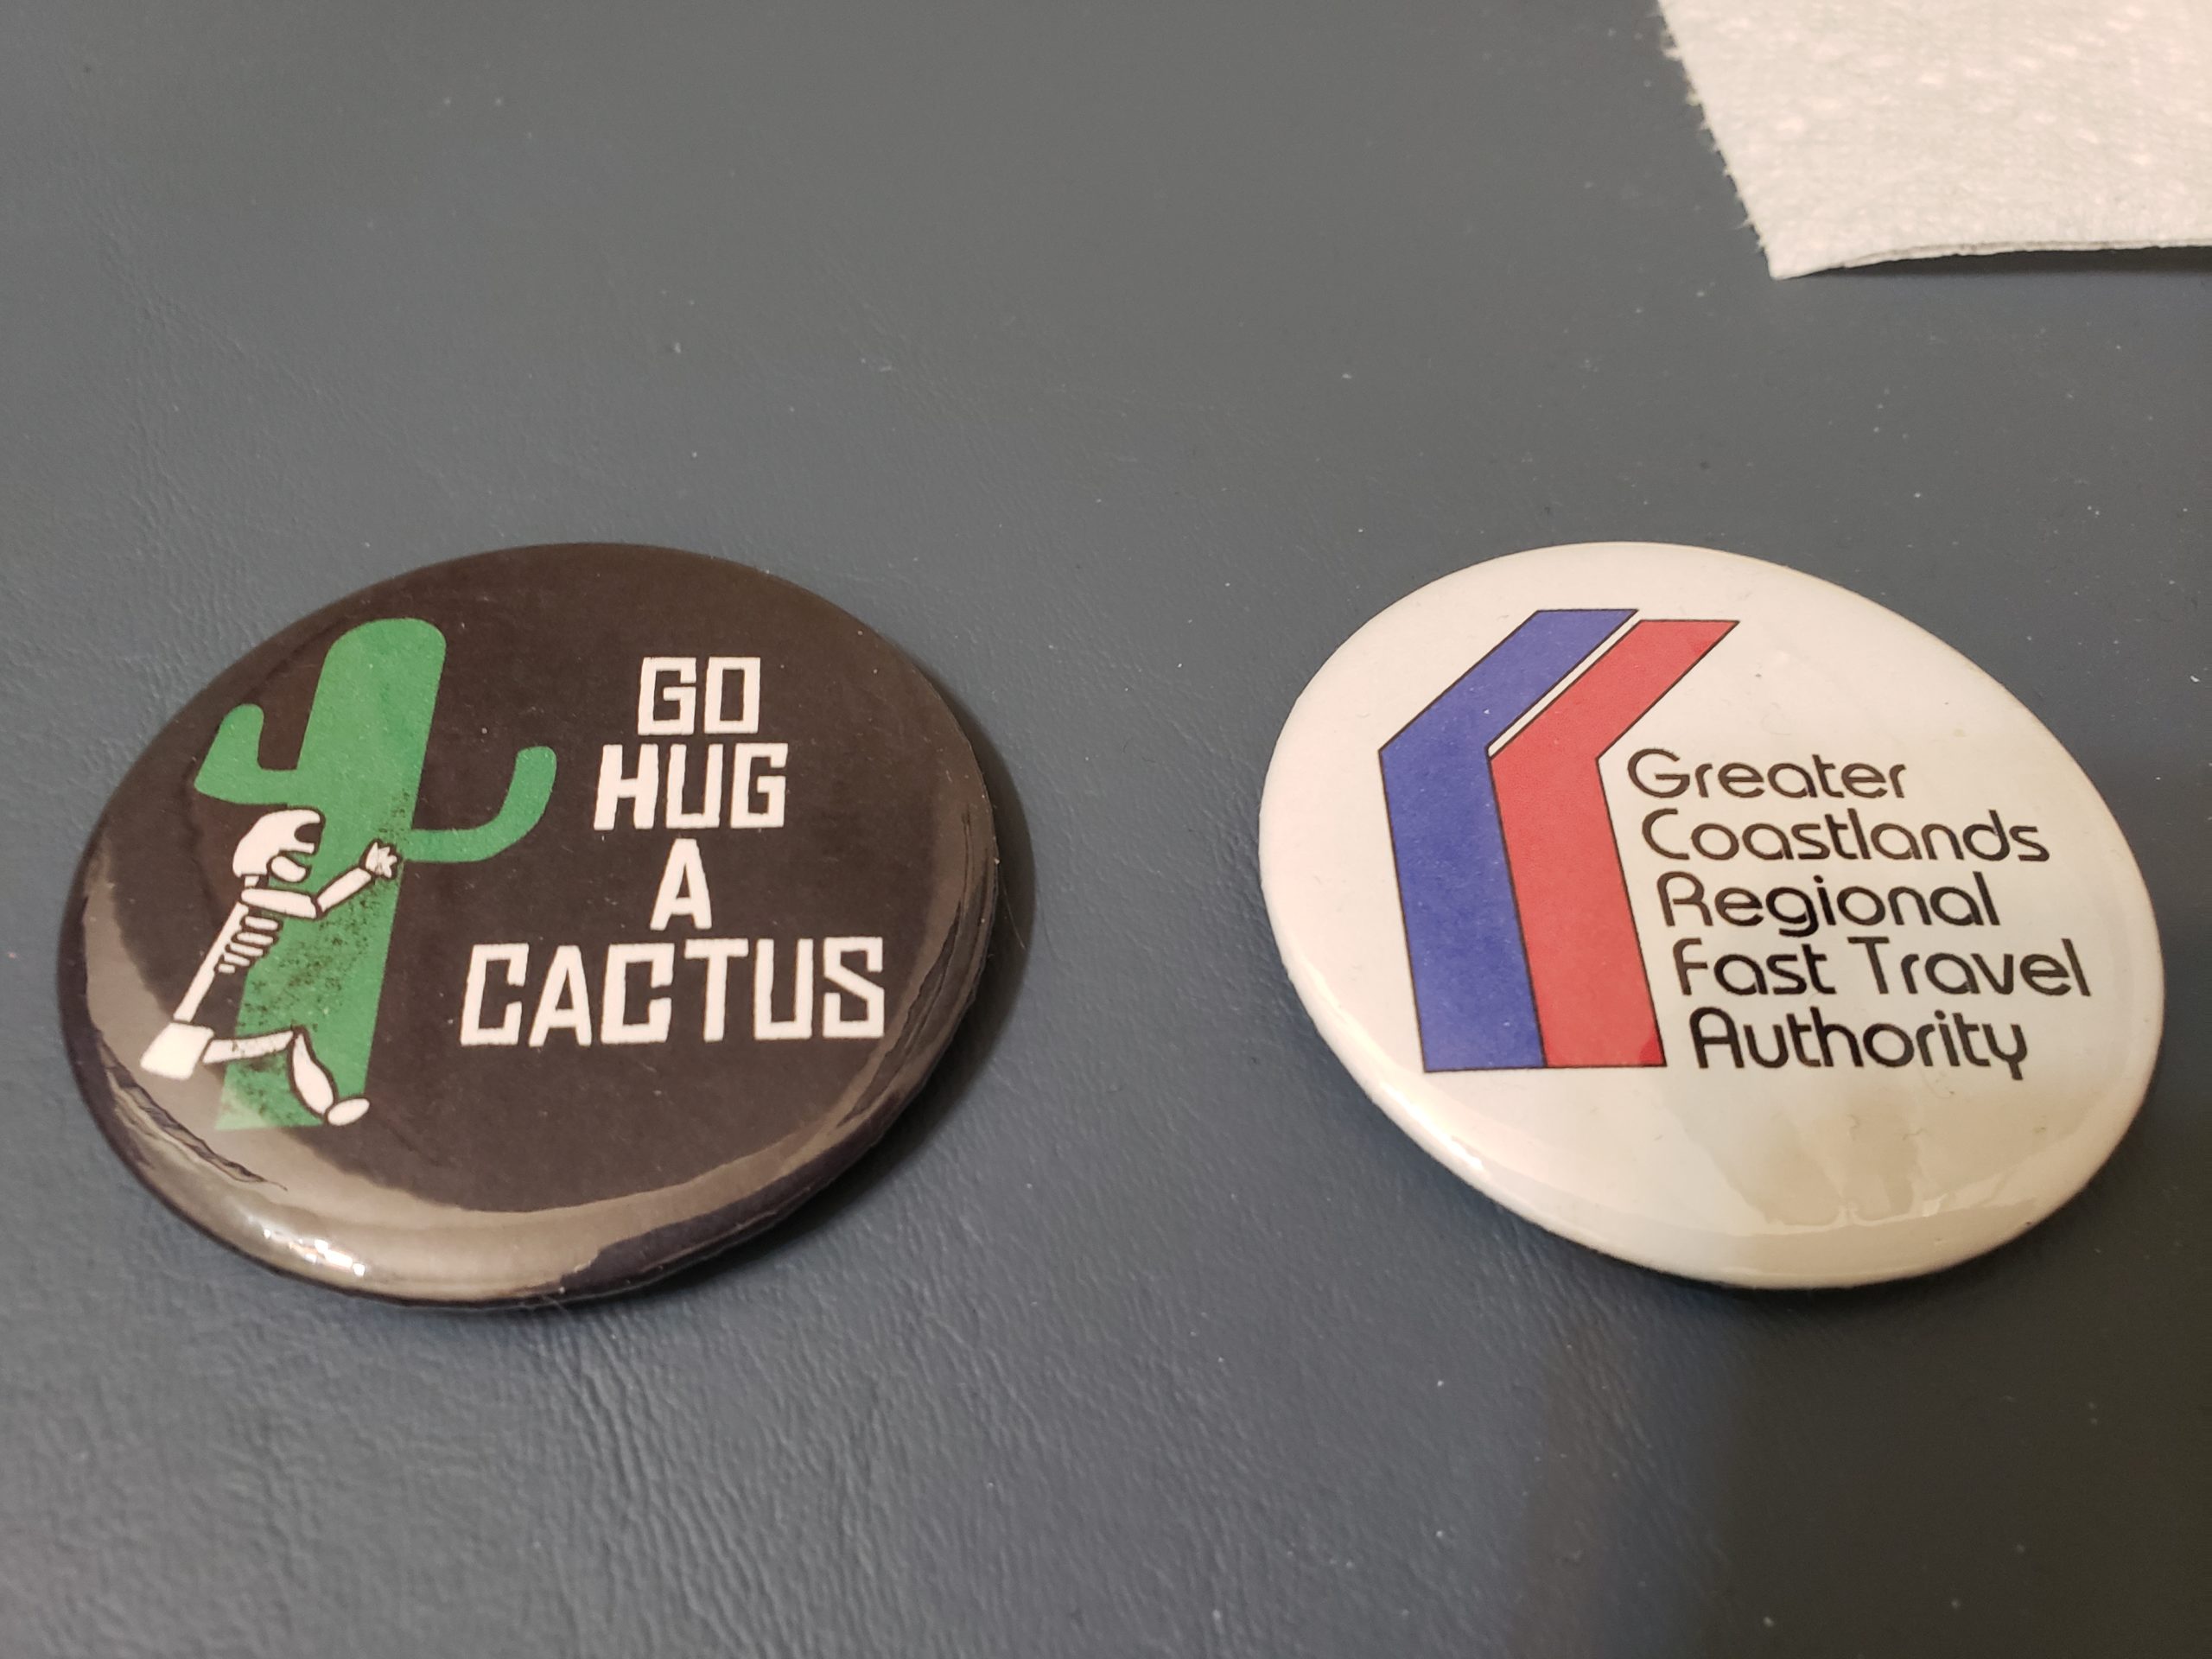 GO
HUG
A
CACTUS
Greater
Coastlands
Regional
Fast Travel
Authority